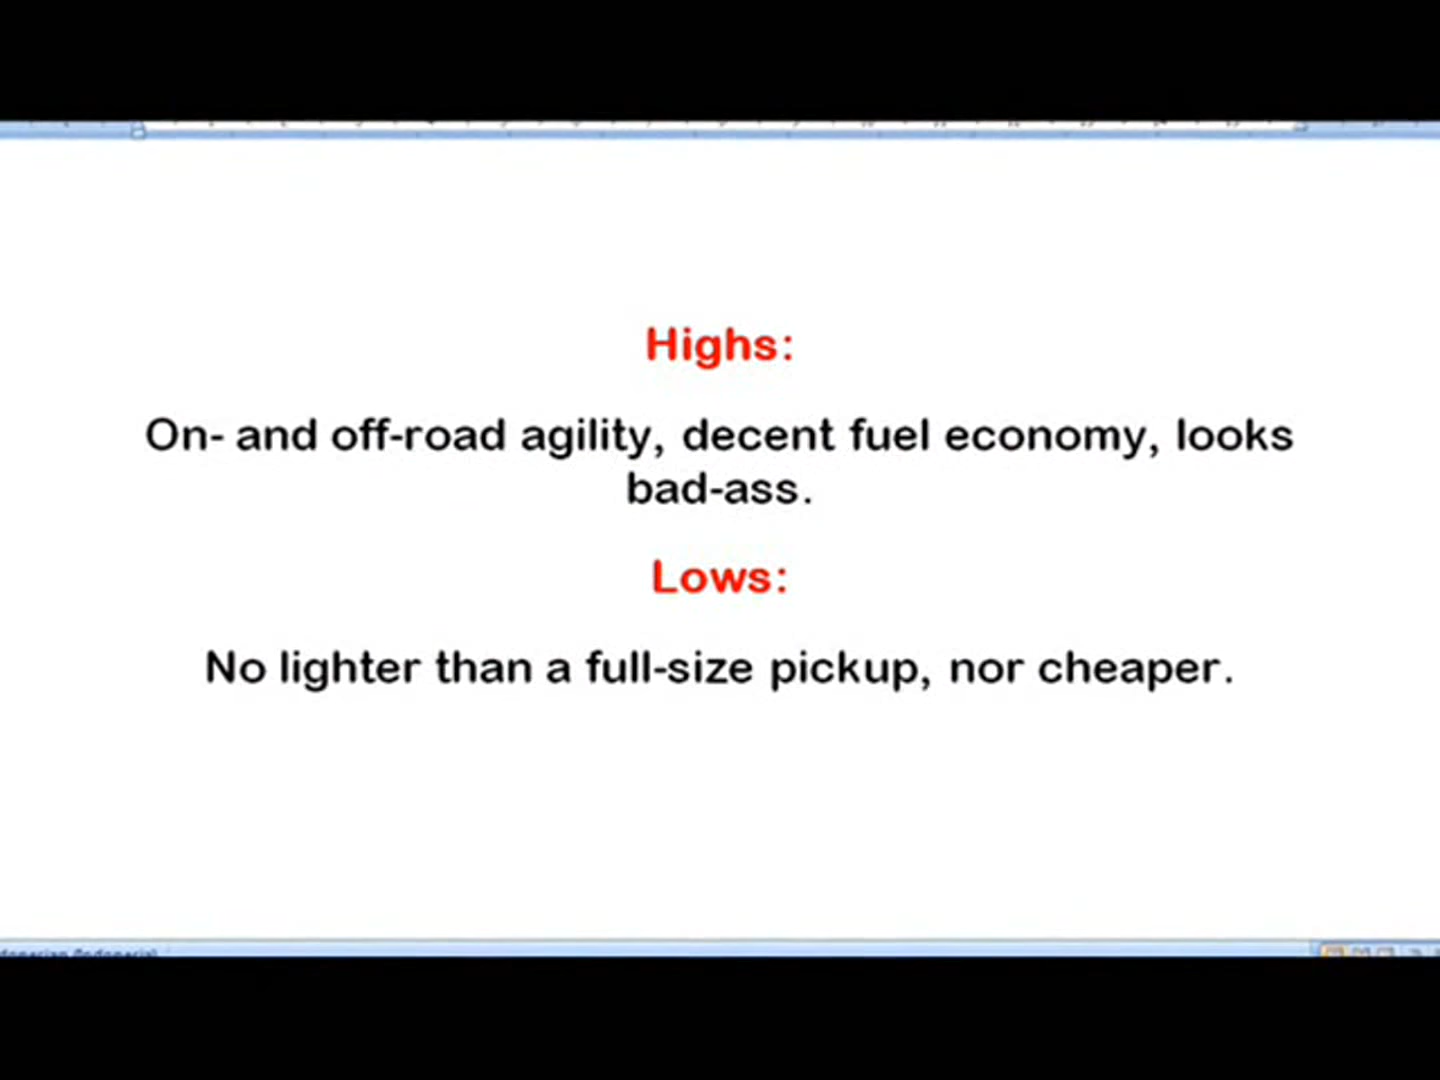 Highs:
On- and off-road agility, decent fuel economy, looks
bad-ass.
Lows:
No lighter than a full-size pickup, nor cheaper.